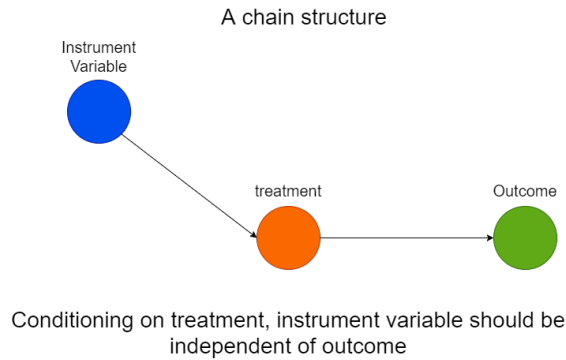 A chain structure
Instrument
Variable
treatment
Outcome
Conditioning on treatment, instrument variable should be
independent of outcome